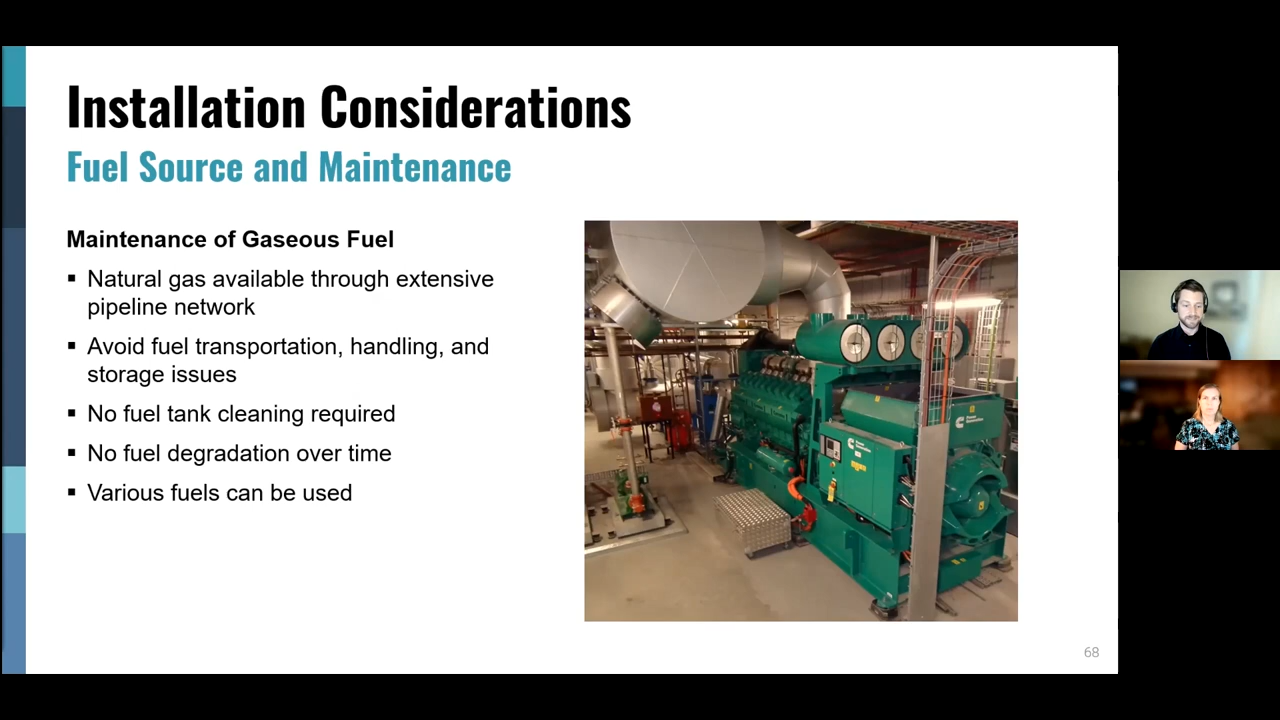 Installation Considerations
Fuel Source and Maintenance
Maintenance of Gaseous Fuel
▪ Natural gas available through extensive
pipeline network
▪ Avoid fuel transportation, handling, and
storage issues
▪ No fuel tank cleaning required
▪ No fuel degradation over time
▪ Various fuels can be used
68